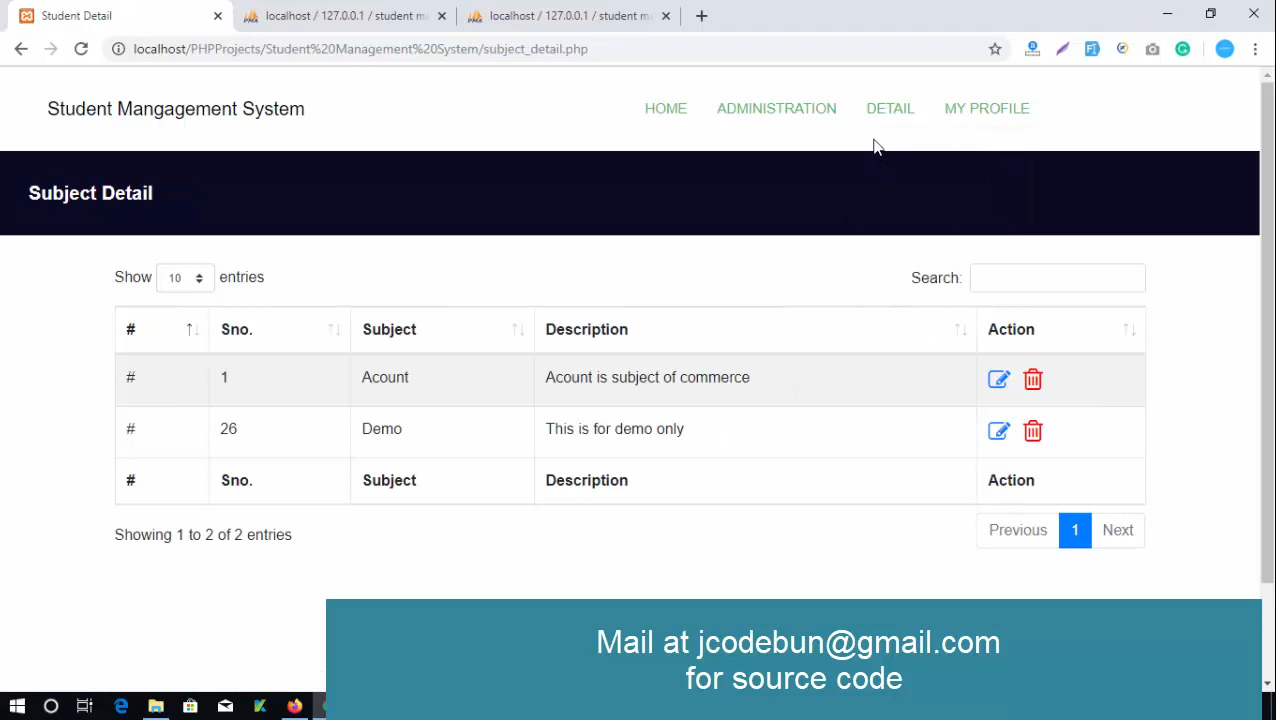 Student Detail
localhost / 127.0.0.1 / student m
localhost / 127.0.0.1 / student m
localhost/PHPProjects/Student%20Management%20System/subject_detail.php
Student Mangagement System
HOME ADMINISTRATION DETAIL MY PROFILE
Subject Detail
Show 10 entries
Search:
# Sno. Subject Description Action
# 1 Acount Acount is subject of commerce
# 26 Demo This is for demo only
# Sno. Subject Description Action
Showing 1 to 2 of 2 entries
Previous 1 Next
Mail at jcodebun@gmail.com
for source code